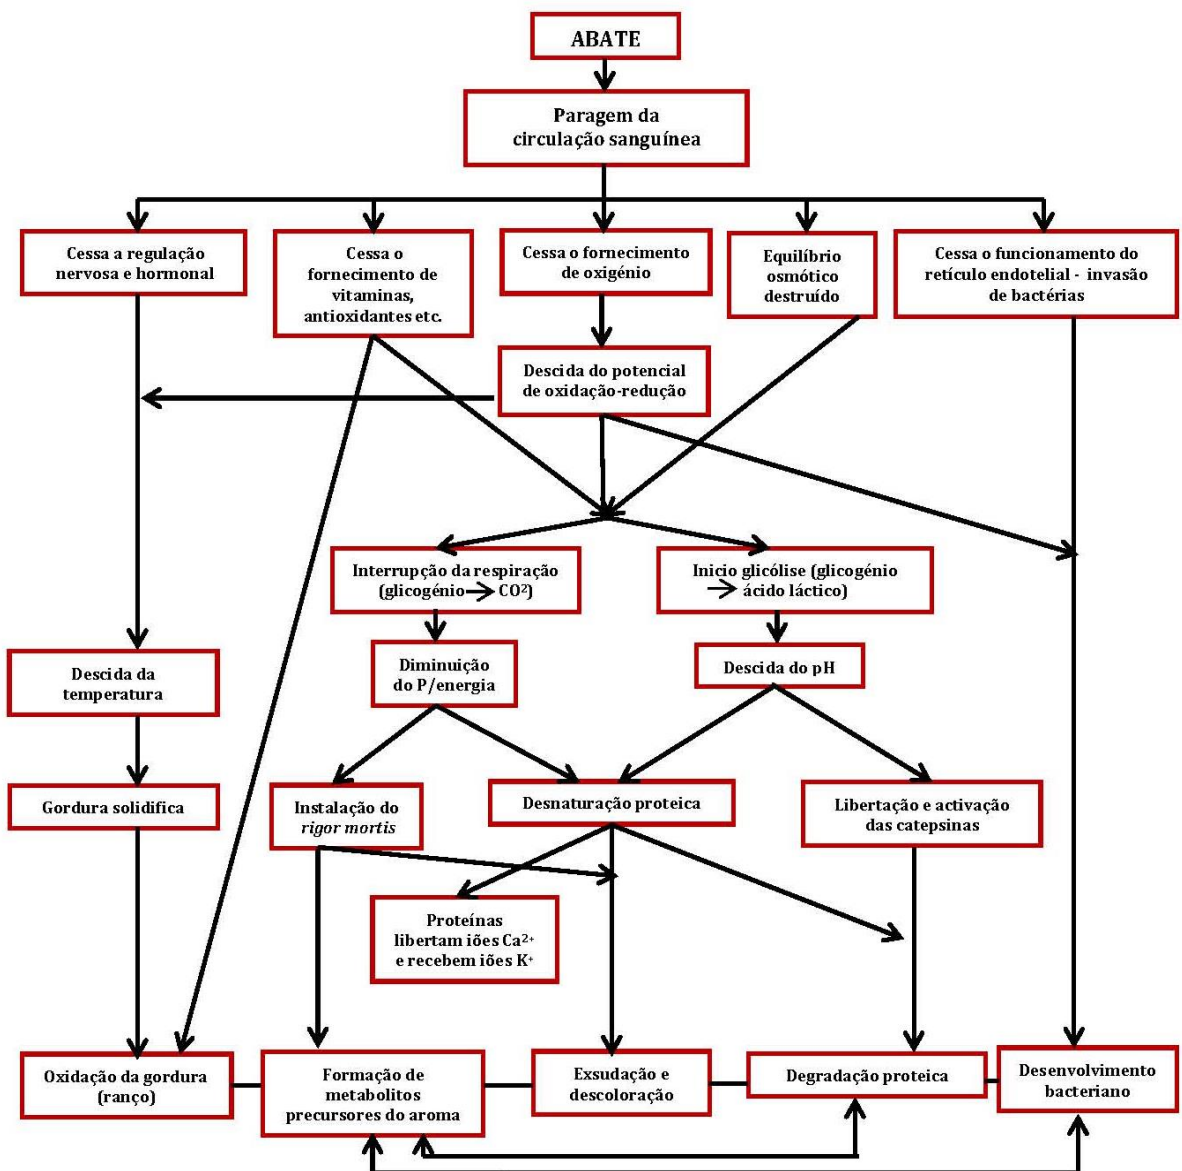 ABATE
Paragem da
circulação sanguínea
Cessa a regulação
nervosa e hormonal
Cessa o
fornecimento de
vitaminas,
antioxidantes etc.
Cessa o fornecimento
de oxigénio
Equilíbrio
osmótico
destruído
Cessa o funcionamento do
retículo endotelial - invasão
de bactérias
Descida do potencial
de oxidação-redução
Interrupção da respiração
(glicogénio → CO²)
Inicio glicólise (glicogénio
→ ácido láctico)
Descida da
temperatura
Diminuição
do P/energia
Descida do pH
Gordura solidifica
Instalação do
rigor mortis
Desnaturação proteica
Libertação e activação
das catepsinas
Proteínas
libertam iões Ca²⁺
e recebem iões K⁺
Oxidação da gordura
(ranço)
Formação de
metabolitos
precursores do aroma
Exsudação e
descoloração
Degradação proteica
Desenvolvimento
bacteriano